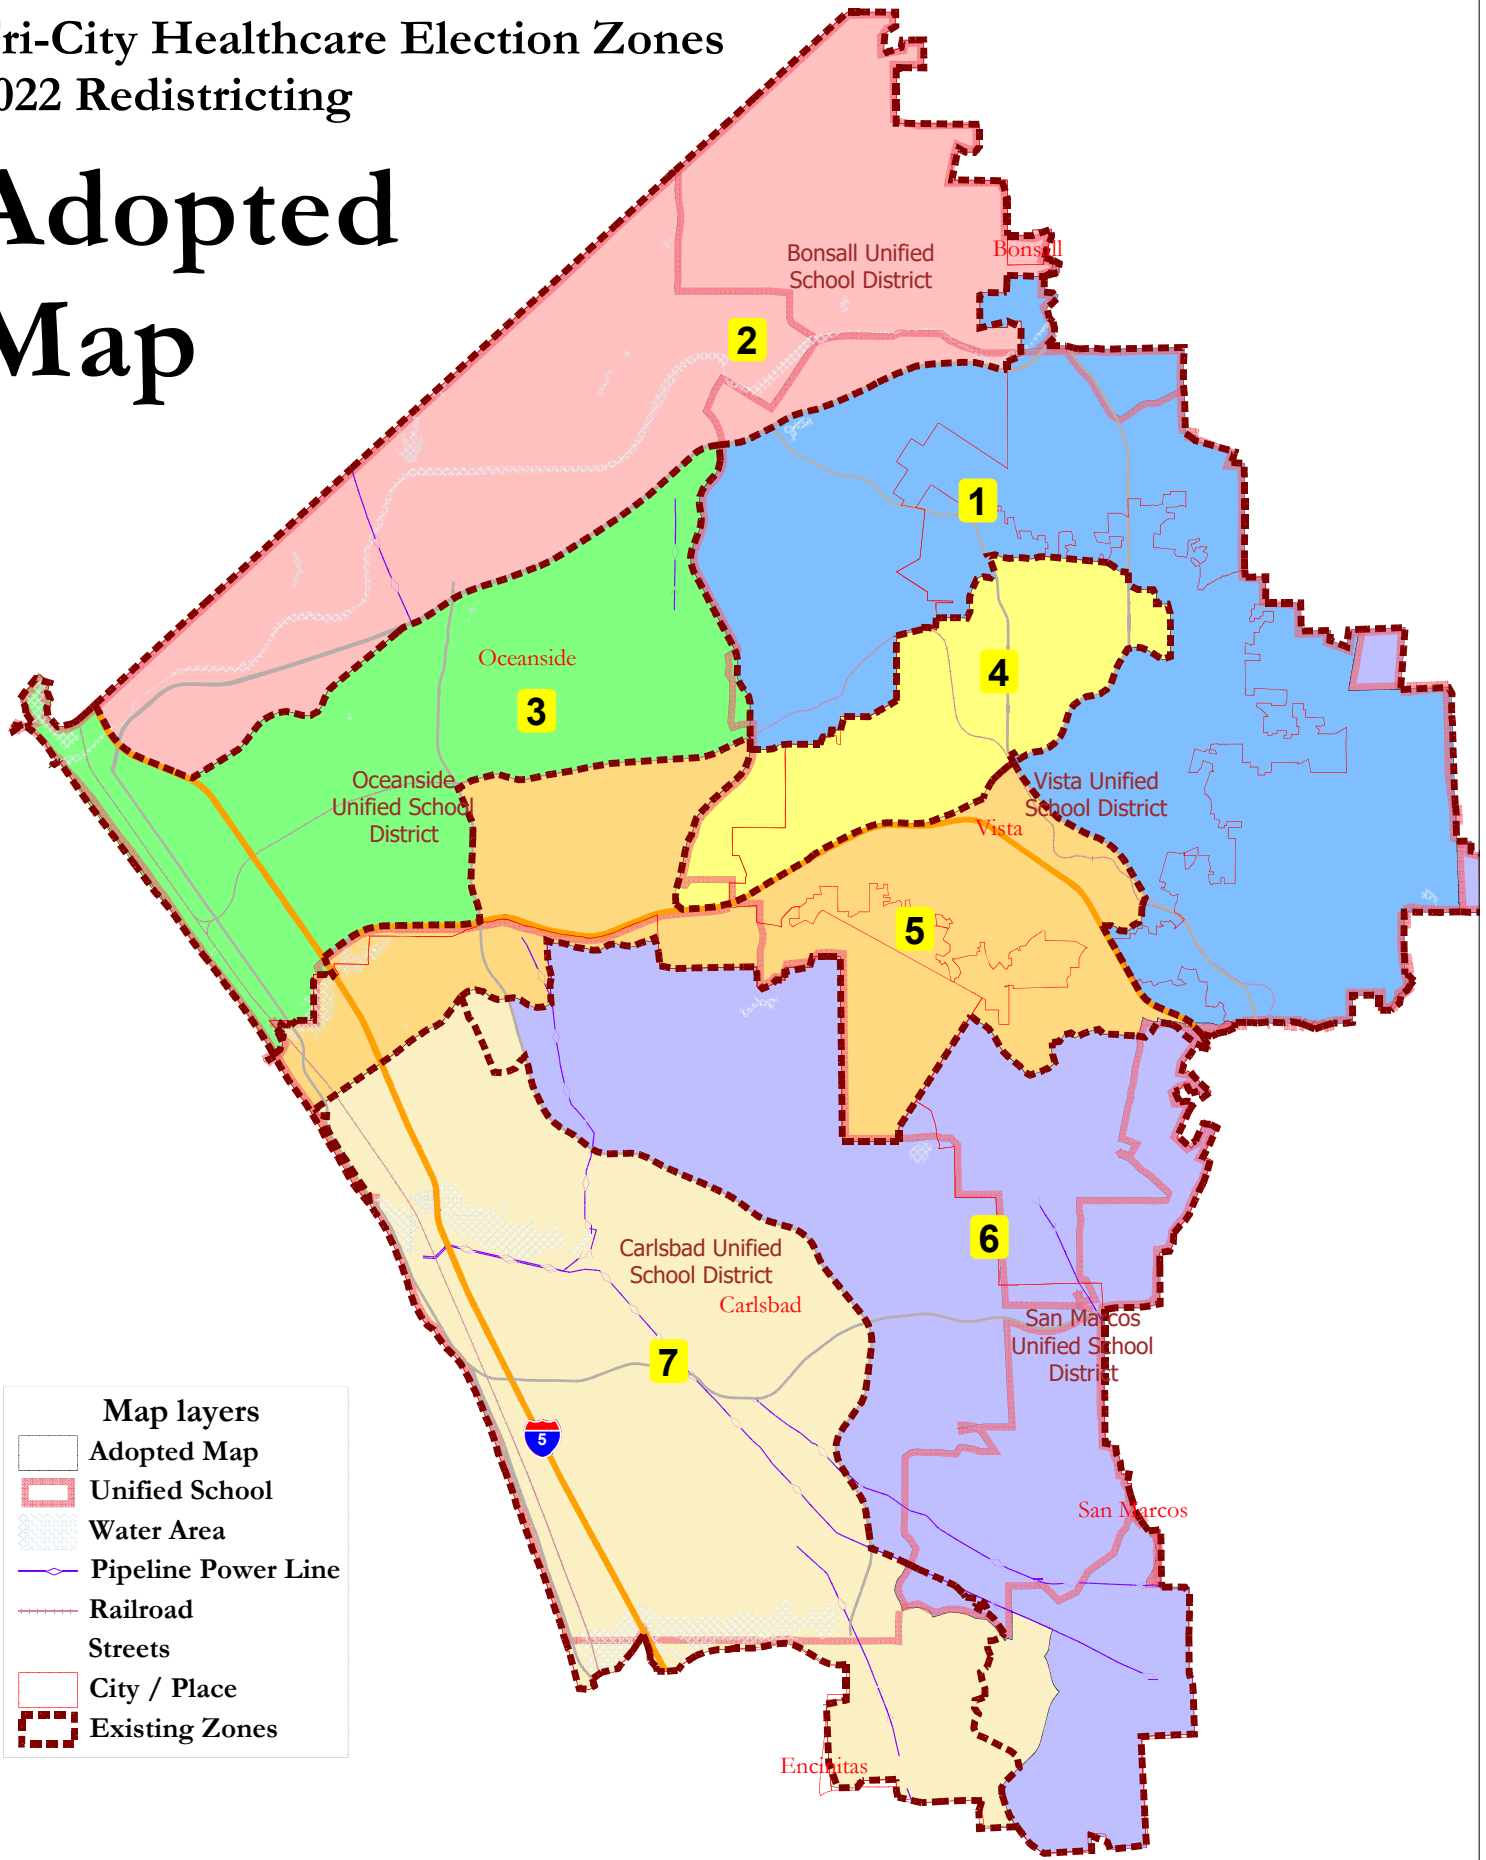 ri-City Healthcare Election Zones
022 Redistricting
Adopted
Map
Bonsall Unified
School District
Bonsall
2
1
4
Oceanside
3
Oceanside
Unified School
District
Vista Unified
School District
Vista
5
6
Carlsbad Unified
School District
Carlsbad
San Marcos
Unified School
District
7
5
San Marcos
Encinitas
Map layers
Adopted Map
Unified School
Water Area
Pipeline Power Line
Railroad
Streets
City / Place
Existing Zones